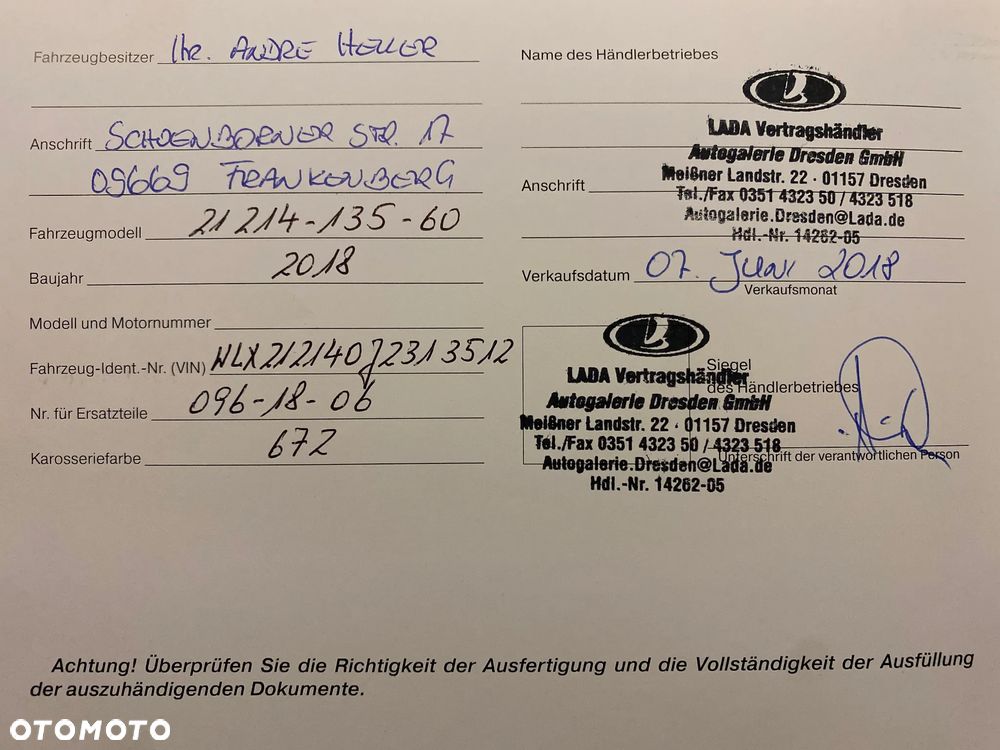 Fahrzeugbesitzer Hr. ANDRE HELLER
Anschrift SCHOENBORNER STR. 17
09669 FRANKENBERG
Fahrzeugmodell 21214-135-60
Baujahr 2018
Modell und Motornummer
Fahrzeug-Ident.-Nr. (VIN) WLX212140J2313512
Nr. für Ersatzteile 096-18-06
Karosseriefarbe 672
Name des Händlerbetriebes
LADA Vertragshändler
Autogalerie Dresden GmbH
Meißner Landstr. 22 · 01157 Dresden
Anschrift
Tel./Fax 0351 4323 50 / 4323 518
Autogalerie.Dresden@Lada.de
Hdl.-Nr. 14262-05
Verkaufsdatum 07. JUNI 2018
Verkaufsmonat
Siegel
des Händlerbetriebes
LADA Vertragshändler
Autogalerie Dresden GmbH
Meißner Landstr. 22 · 01157 Dresden
Tel./Fax 0351 4323 50 / 4323 518
Autogalerie.Dresden@Lada.de
Unterschrift der verantwortlichen Person
Hdl.-Nr. 14262-05
Achtung! Überprüfen Sie die Richtigkeit der Ausfertigung und die Vollständigkeit der Ausfüllung
der auszuhändigenden Dokumente.
OTOMOTO